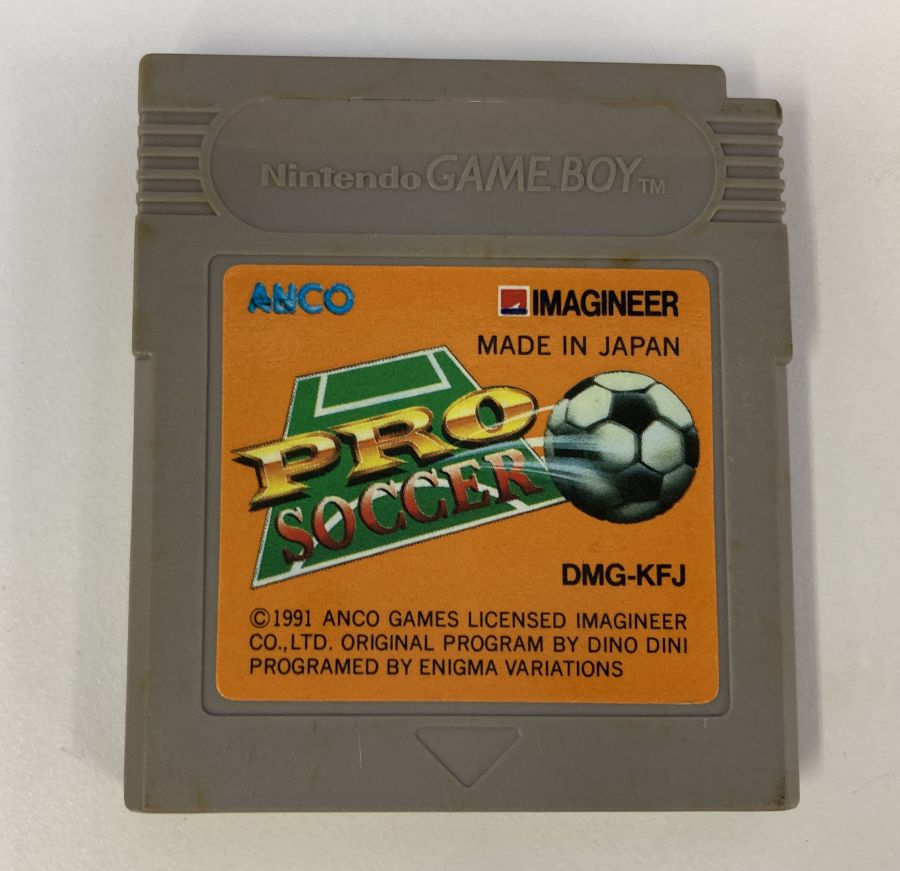 Nintendo GAME BOY TM
ANCO
IMAGINEER
MADE IN JAPAN
PRO
SOCCER
DMG-KFJ
©1991 ANCO GAMES LICENSED IMAGINEER
CO.,LTD. ORIGINAL PROGRAM BY DINO DINI
PROGRAMED BY ENIGMA VARIATIONS